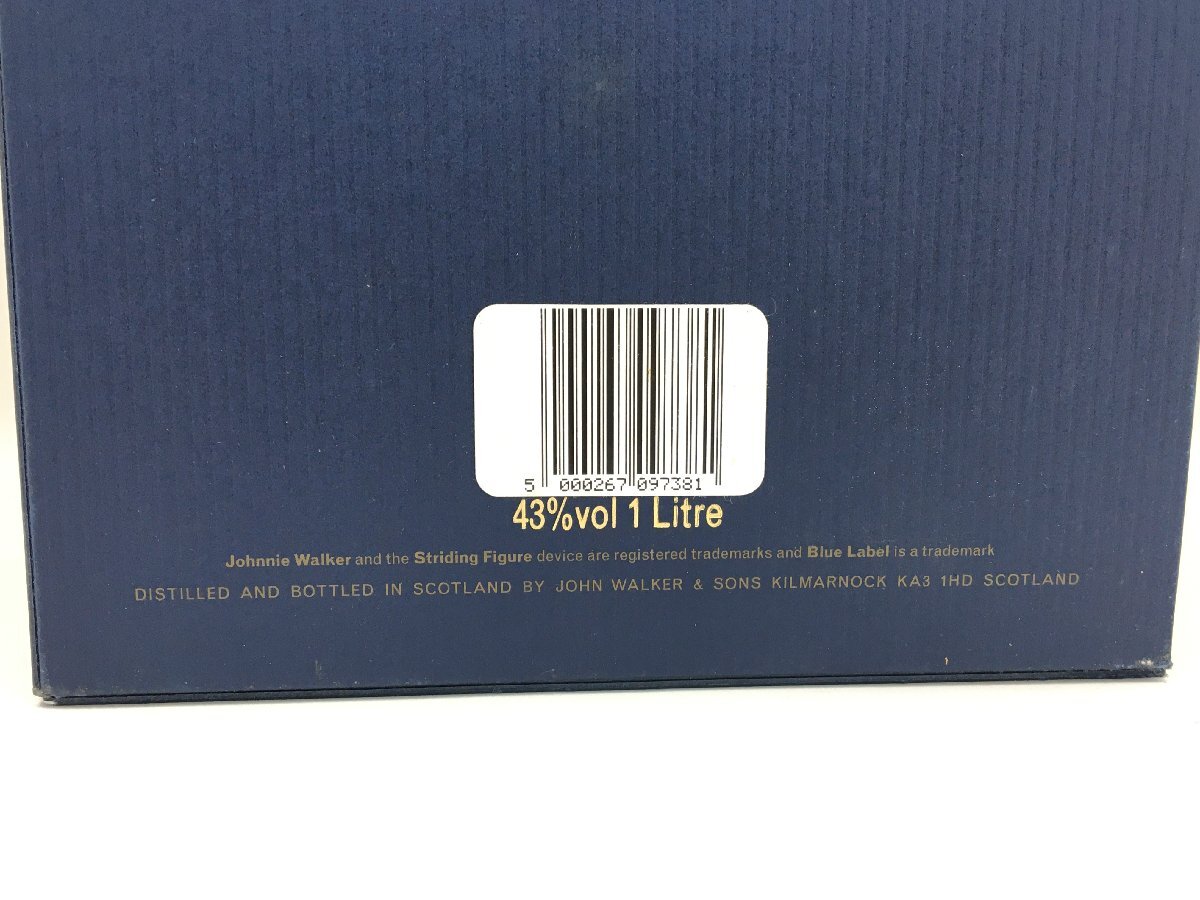 5 000267 097381
43%vol 1 Litre
Johnnie Walker and the Striding Figure device are registered trademarks and Blue Label is a trademark
DISTILLED AND BOTTLED IN SCOTLAND BY JOHN WALKER & SONS KILMARNOCK KA3 1HD SCOTLAND